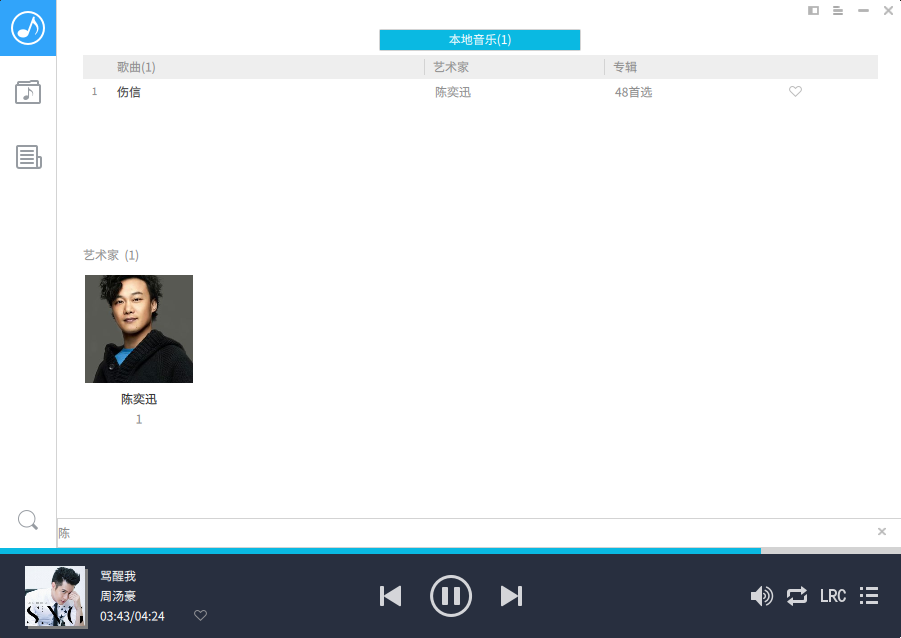 本地音乐(1)
歌曲(1) 艺术家 专辑
1 伤信 陈奕迅 48首选
艺术家 (1)
陈奕迅
1
陈
骂醒我
周汤豪
03:43/04:24
LRC